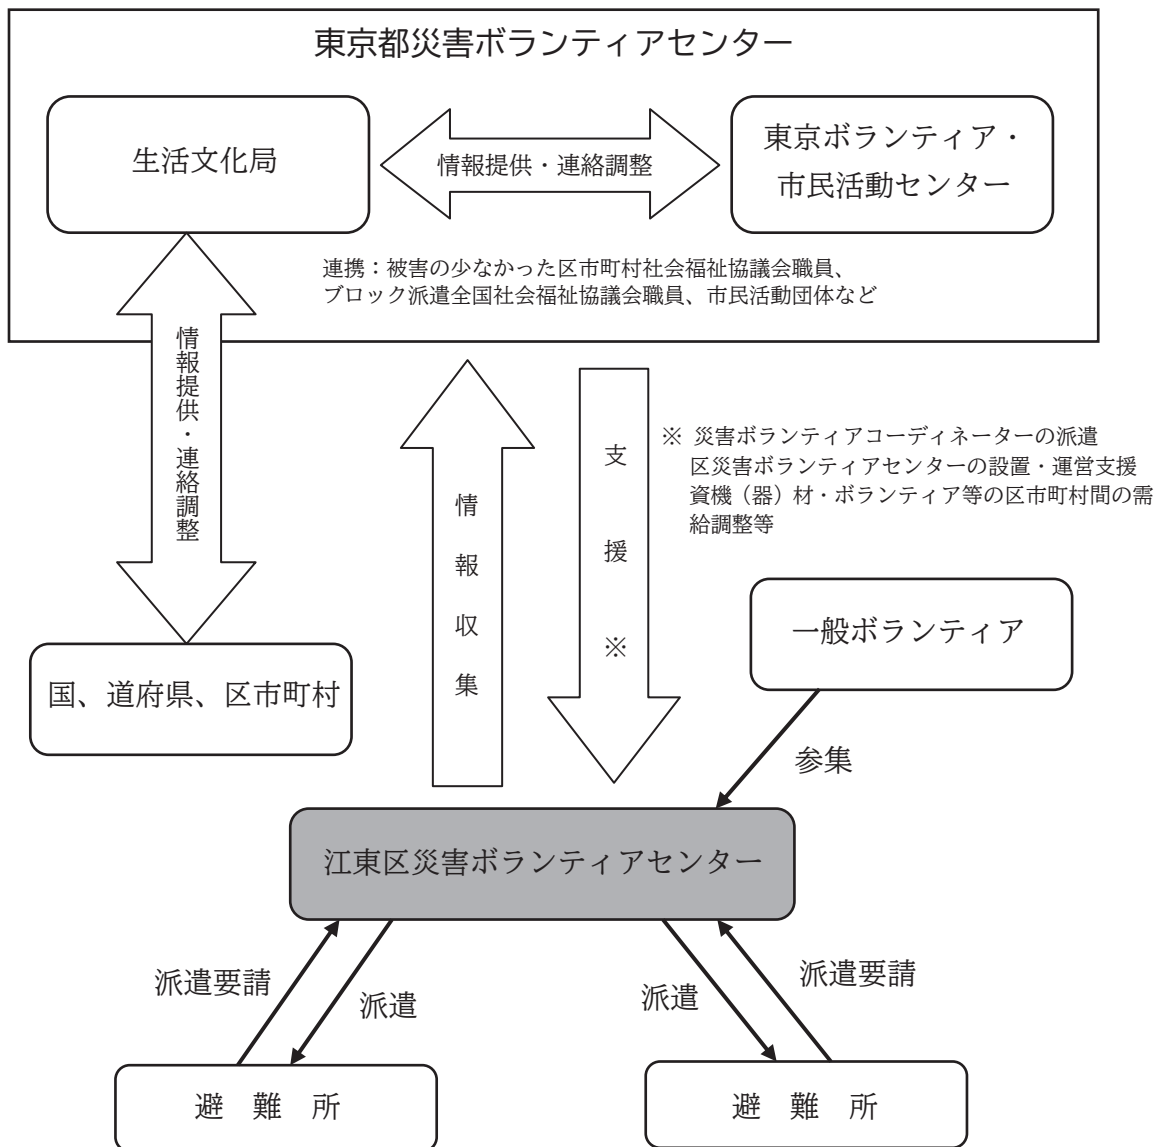 東京都災害ボランティアセンター
生活文化局
情報提供・連絡調整
東京ボランティア・
市民活動センター
連携：被害の少なかった区市町村社会福祉協議会職員、
ブロック派遣全国社会福祉協議会職員、市民活動団体など
情報提供・連絡調整
情報収集
支援※
※ 災害ボランティアコーディネーターの派遣
区災害ボランティアセンターの設置・運営支援
資機（器）材・ボランティア等の区市町村間の需
給調整等
一般ボランティア
国、道府県、区市町村
参集
江東区災害ボランティアセンター
派遣要請
派遣
派遣
派遣要請
避　難　所
避　難　所